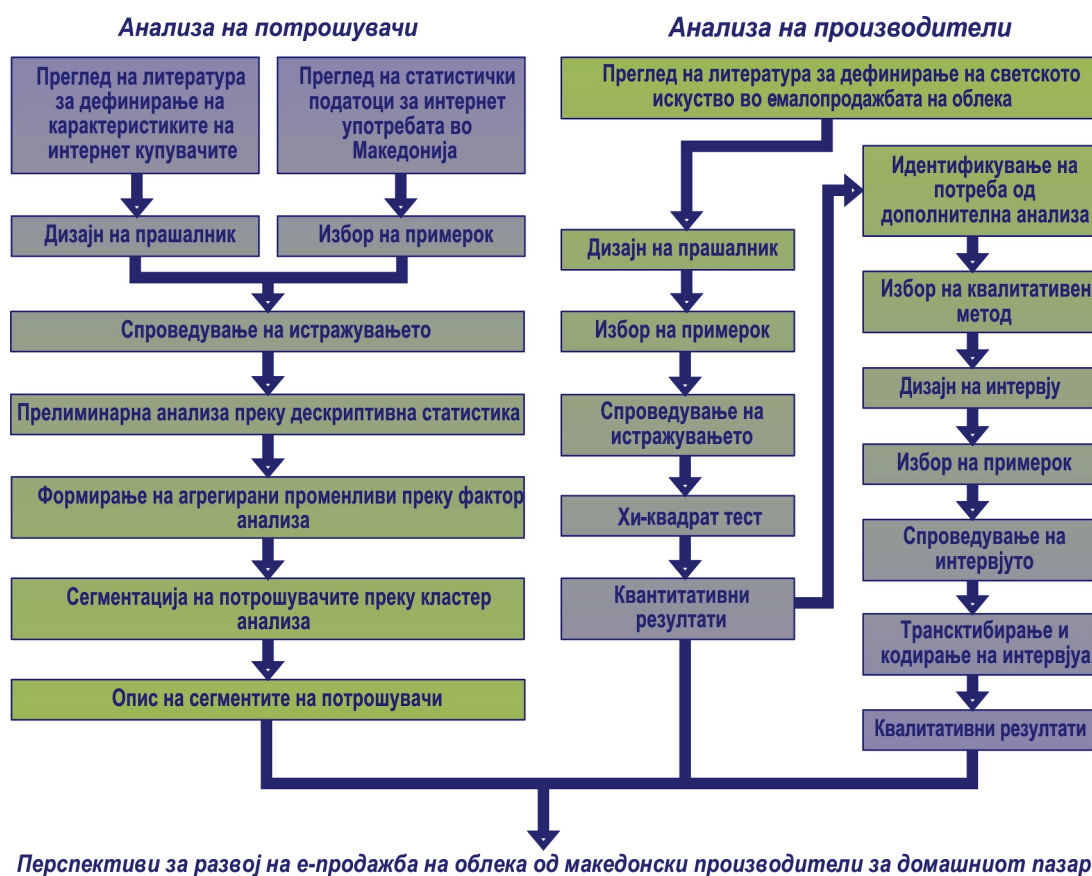 Анализа на потрошувачи
Преглед на литература
за дефинирање на
карактеристиките на
интернет купувачите
Преглед на статистички
податоци за интернет
употребата во
Македонија
Дизајн на прашалник
Избор на примерок
Спроведување на истражувањето
Прелиминарна анализа преку дескриптивна статистика
Формирање на агрегирани променливи преку фактор
анализа
Сегментација на потрошувачите преку кластер
анализа
Опис на сегментите на потрошувачи
Анализа на производители
Преглед на литература за дефинирање на светското
искуство во емалопродажбата на облека
Дизајн на прашалник
Избор на примерок
Спроведување на
истражувањето
Хи-квадрат тест
Квантитативни
резултати
Идентификување на
потреба од
дополнителна анализа
Избор на квалитативен
метод
Дизајн на интервју
Избор на примерок
Спроведување на
интервјуто
Трансктибирање и
кодирање на интервјуа
Квалитативни резултати
Перспективи за развој на е-продажба на облека од македонски производители за домашниот пазар